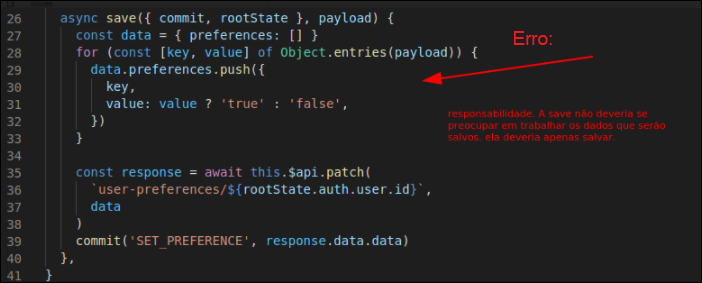 26 async save({ commit, rootState }, payload) {
27 const data = { preferences: [] }
28 for (const [key, value] of Object.entries(payload)) {
Erro:
29 data.preferences.push({
30 key,
31 value: value ? 'true' : 'false',
32 })
33 }
responsabilidade. A save não deveria se
preocupar em trabalhar os dados que serão
salvos. ela deveria apenas salvar.
34
35 const response = await this.$api.patch(
36 `user-preferences/${rootState.auth.user.id}`,
37 data
38 )
39 commit('SET_PREFERENCE', response.data.data)
40 },
41 }